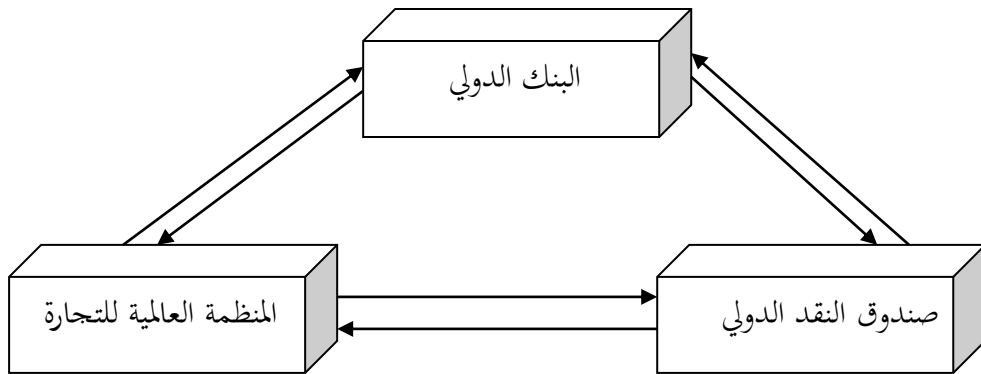 البنك الدولي
صندوق النقد الدولي
المنظمة العالمية للتجارة